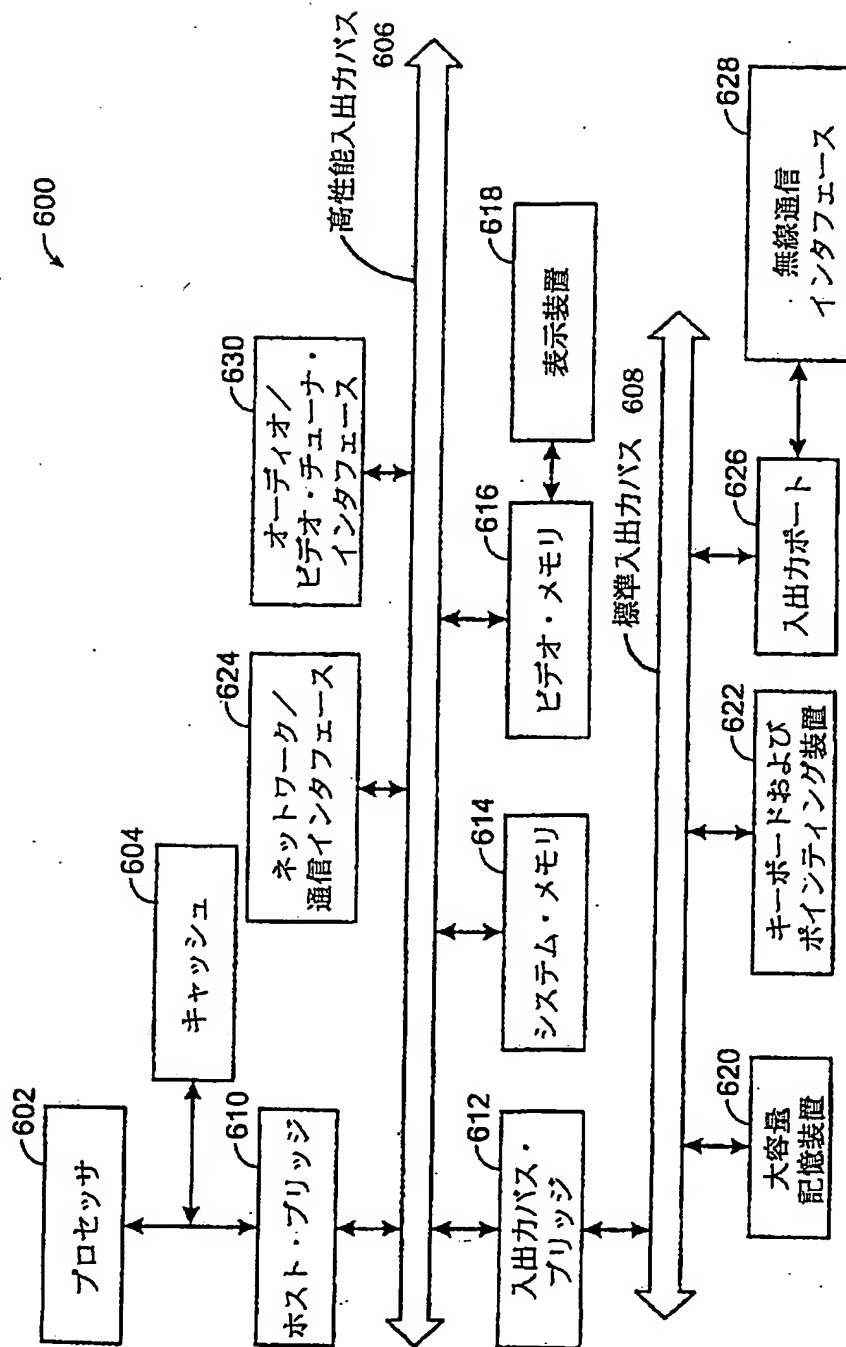 600
602
プロセッサ
604
キャッシュ
610
ホスト・ブリッジ
624
ネットワーク／
通信インタフェース
630
オーディオ／
ビデオ・チューナ・
インタフェース
高性能入出力バス
606
612
入出力バス・
ブリッジ
614
システム・メモリ
616
ビデオ・メモリ
618
表示装置
標準入出力バス 608
620
大容量
記憶装置
622
キーボードおよび
ポインティング装置
626
入出力ポート
628
無線通信
インタフェース